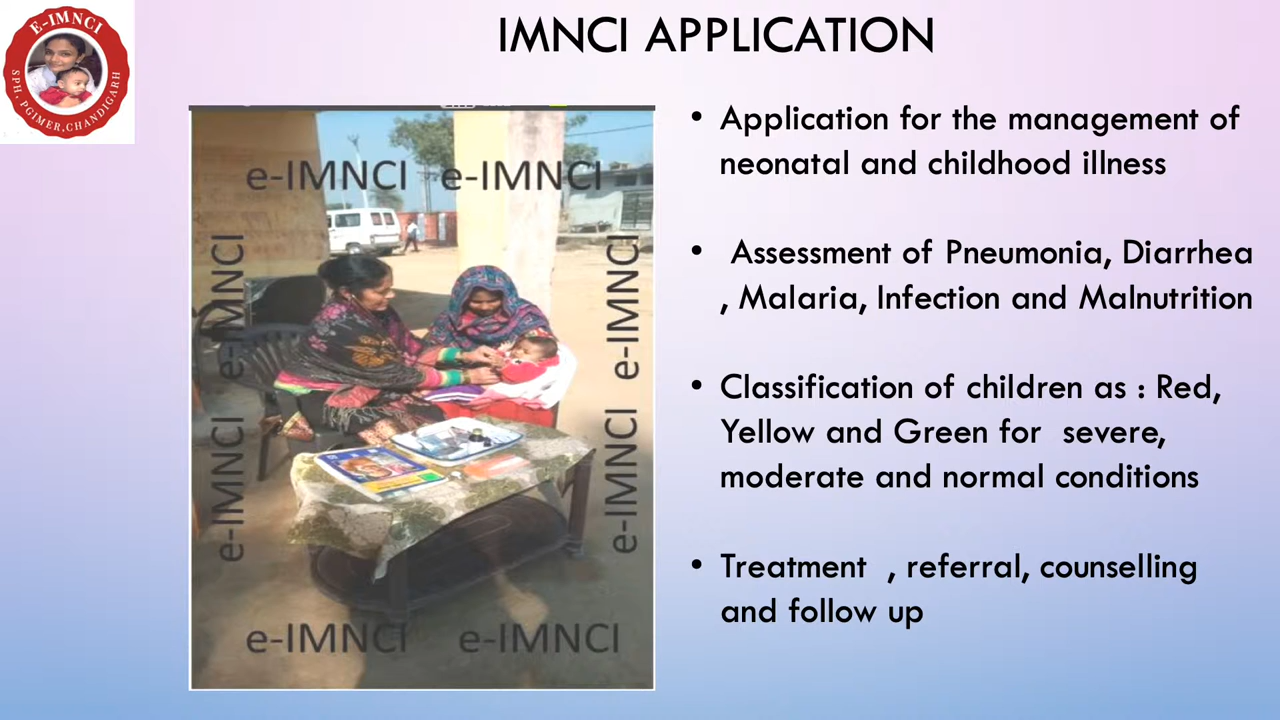 E-IMNCI
SPH, PGIMER, CHANDIGARH
IMNCI APPLICATION
e-IMNCI e-IMNCI
e-IMNCI
e-IMNCI
e-IMNCI
e-IMNCI
e-IMNCI e-IMNCI
• Application for the management of
neonatal and childhood illness
• Assessment of Pneumonia, Diarrhea
, Malaria, Infection and Malnutrition
• Classification of children as : Red,
Yellow and Green for severe,
moderate and normal conditions
• Treatment , referral, counselling
and follow up